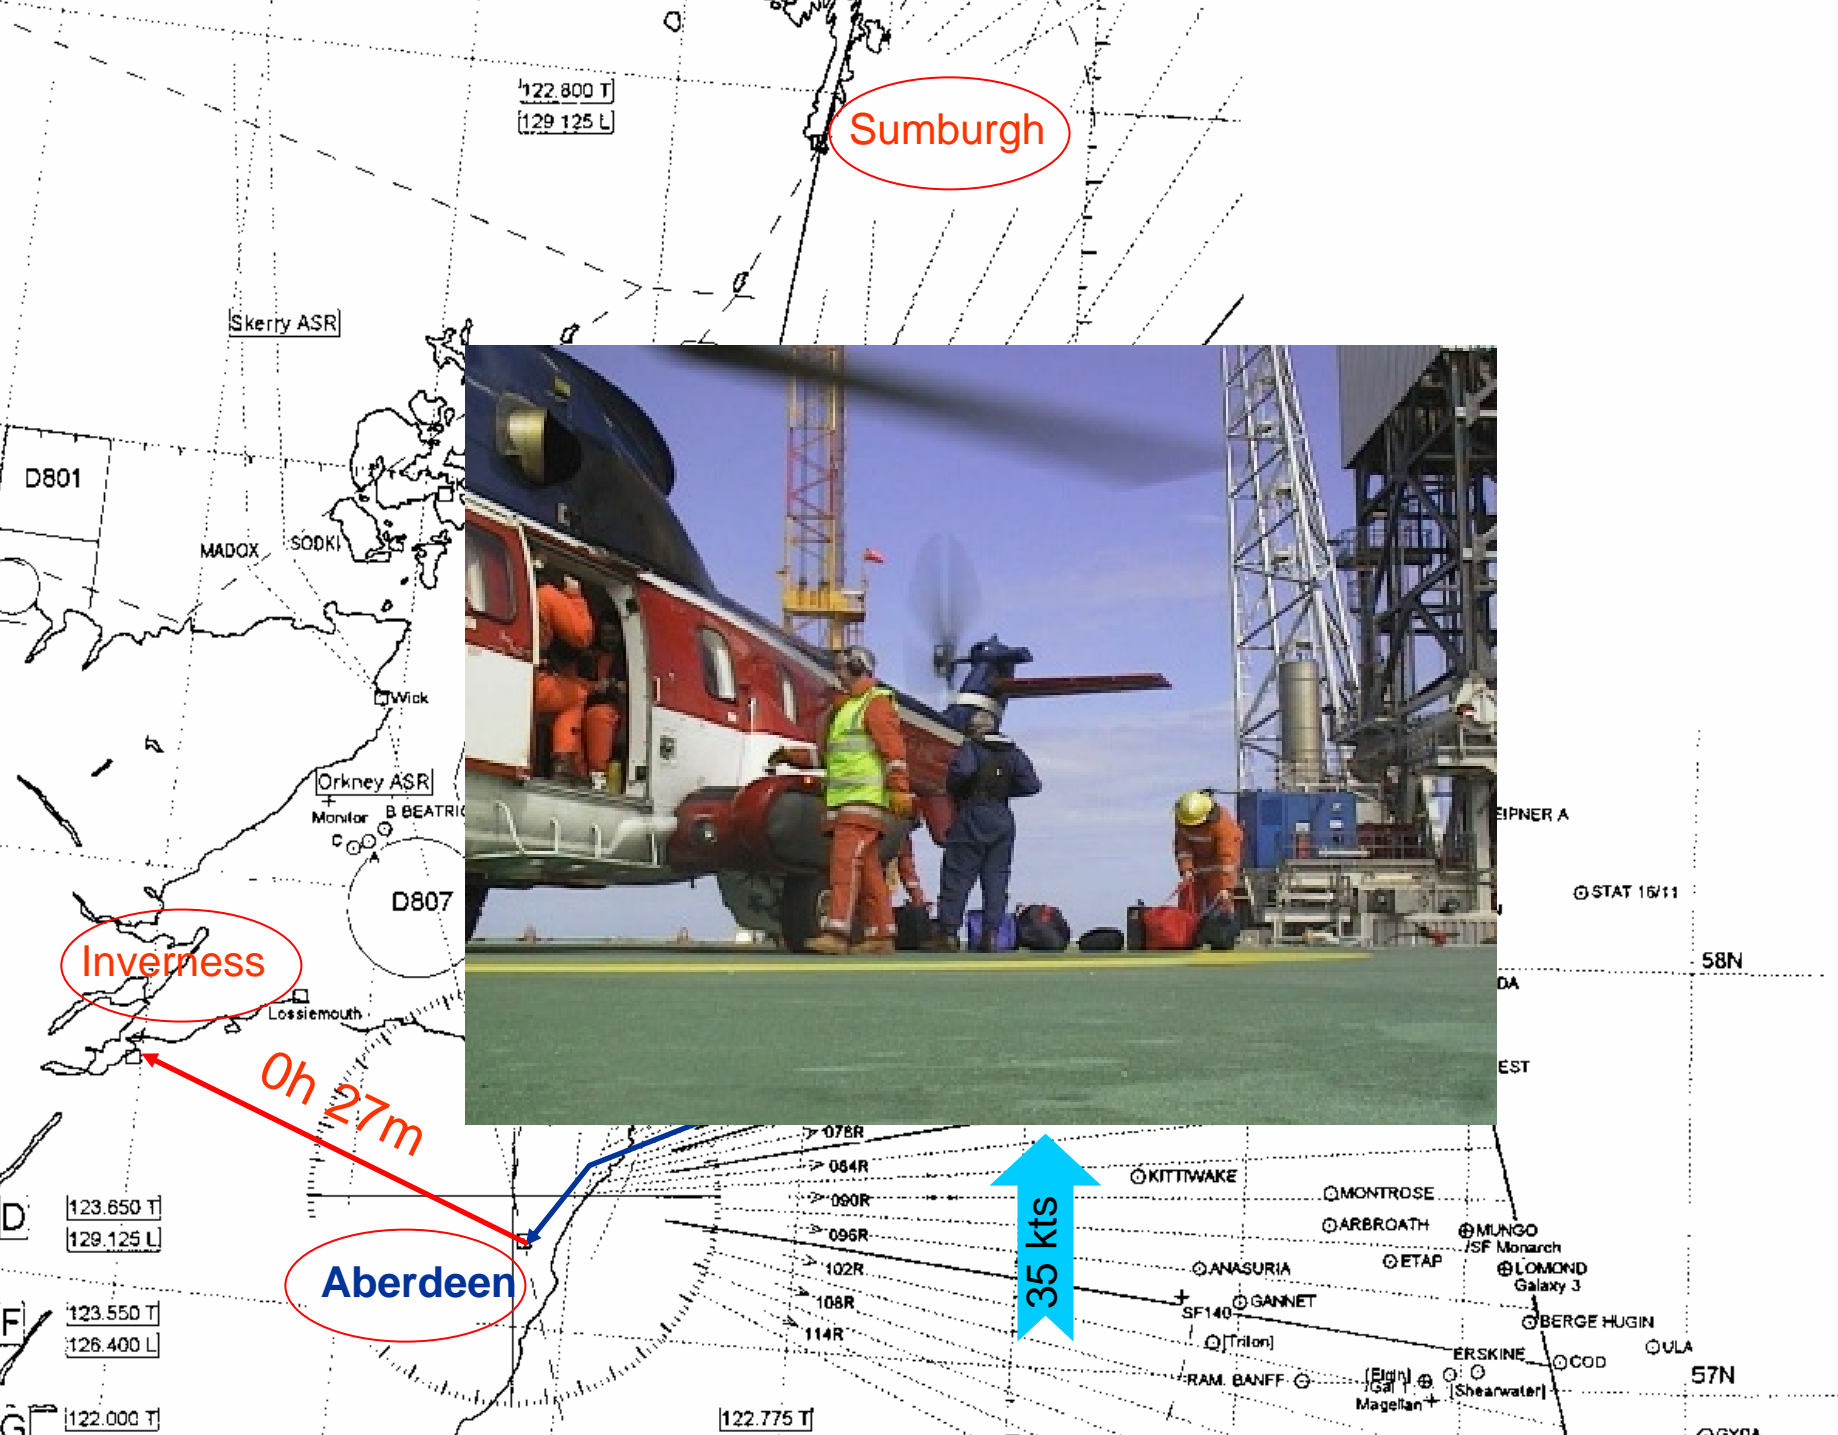 122.800 T
129 125 L
Sumburgh
Skerry ASR
D801
MADOX
SODKI
Wick
Orkney ASR
Monitor
B BEATRIC
C
A
EIPNER A
D807
STAT 16/11
Inverness
58N
DA
Lossiemouth
0h 27m
EST
078R
084R
KITTIWAKE
090R
MONTROSE
D
123.650 T
129.125 L
096R
35 kts
ARBROATH
MUNGO
/SF Monarch
ETAP
102R
ANASURIA
LOMOND
Galaxy 3
Aberdeen
108R
GANNET
SF140
F
123.550 T
126.400 L
114R
[Trilon]
BERGE HUGIN
ULA
ERSKINE
COD
RAM. BANFF
[Elgin]
/Gal 1
Magellan
[Shearwater]
57N
G
122.000 T
122.775 T